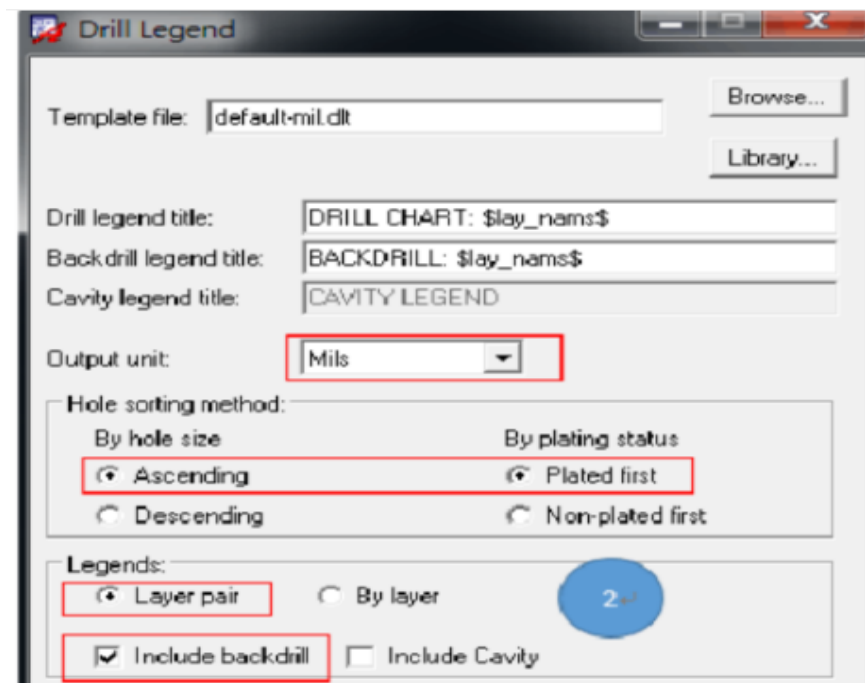 Drill Legend
Template file: default-mil.dlt Browse...
Library...
Drill legend title: DRILL CHART: $lay_nams$
Backdrill legend title: BACKDRILL: $lay_nams$
Cavity legend title: CAVITY LEGEND
Output unit: Mils
Hole sorting method:
By hole size By plating status
Ascending Plated first
Descending Non-plated first
Legends:
Layer pair By layer 2↵
Include backdrill Include Cavity